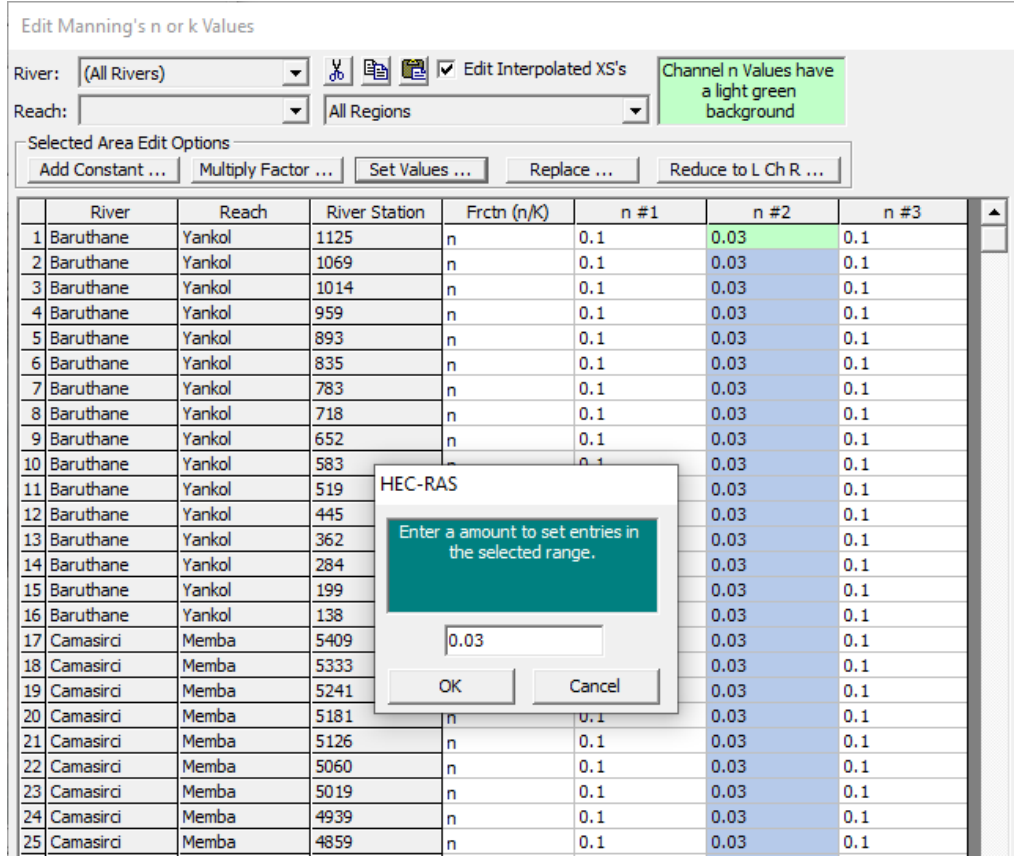 Edit Manning's n or k Values
River: (All Rivers) Edit Interpolated XS's Channel n Values have
a light green
background
Reach: All Regions
Selected Area Edit Options
Add Constant ... Multiply Factor ... Set Values ... Replace ... Reduce to L Ch R ...
River Reach River Station Frctn (n/K) n #1 n #2 n #3
1 Baruthane Yankol 1125 n 0.1 0.03 0.1
2 Baruthane Yankol 1069 n 0.1 0.03 0.1
3 Baruthane Yankol 1014 n 0.1 0.03 0.1
4 Baruthane Yankol 959 n 0.1 0.03 0.1
5 Baruthane Yankol 893 n 0.1 0.03 0.1
6 Baruthane Yankol 835 n 0.1 0.03 0.1
7 Baruthane Yankol 783 n 0.1 0.03 0.1
8 Baruthane Yankol 718 n 0.1 0.03 0.1
9 Baruthane Yankol 652 n 0.1 0.03 0.1
10 Baruthane Yankol 583 n 0.1 0.03 0.1
11 Baruthane Yankol 519 0.03 0.1
12 Baruthane Yankol 445 0.03 0.1
13 Baruthane Yankol 362 0.03 0.1
14 Baruthane Yankol 284 0.03 0.1
15 Baruthane Yankol 199 0.03 0.1
16 Baruthane Yankol 138 0.03 0.1
17 Camasirci Memba 5409 0.03 0.1
18 Camasirci Memba 5333 0.03 0.1
19 Camasirci Memba 5241 0.03 0.1
20 Camasirci Memba 5181 n 0.1 0.03 0.1
21 Camasirci Memba 5126 n 0.1 0.03 0.1
22 Camasirci Memba 5060 n 0.1 0.03 0.1
23 Camasirci Memba 5019 n 0.1 0.03 0.1
24 Camasirci Memba 4939 n 0.1 0.03 0.1
25 Camasirci Memba 4859 n 0.1 0.03 0.1
HEC-RAS
Enter a amount to set entries in
the selected range.
0.03
OK Cancel